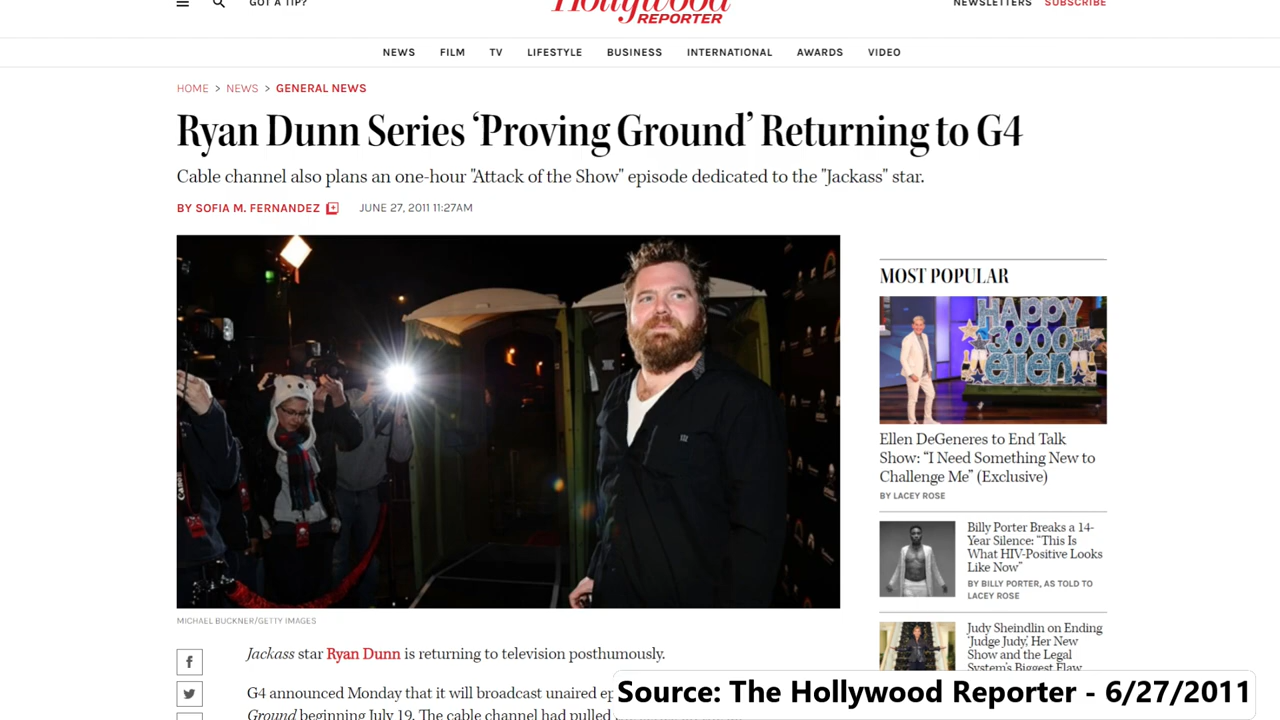 GOT A TIP?
Hollywood
REPORTER
NEWSLETTERS SUBSCRIBE
NEWS FILM TV LIFESTYLE BUSINESS INTERNATIONAL AWARDS VIDEO
HOME > NEWS > GENERAL NEWS
Ryan Dunn Series ‘Proving Ground’ Returning to G4
Cable channel also plans an one-hour "Attack of the Show" episode dedicated to the "Jackass" star.
BY SOFIA M. FERNANDEZ JUNE 27, 2011 11:27AM
MICHAEL BUCKNER/GETTY IMAGES
Jackass star Ryan Dunn is returning to television posthumously.
G4 announced Monday that it will broadcast unaired
Ground beginning July 19. The cable channel had pulled
MOST POPULAR
HAPPY
3000
ellen
Ellen DeGeneres to End Talk
Show: “I Need Something New to
Challenge Me” (Exclusive)
BY LACEY ROSE
Billy Porter Breaks a 14-
Year Silence: “This Is
What HIV-Positive Looks
Like Now”
BY BILLY PORTER, AS TOLD TO
LACEY ROSE
Judy Sheindlin on Ending
‘Judge Judy,’ Her New
Show and the Legal
System’s Biggest Flaw
Source: The Hollywood Reporter - 6/27/2011